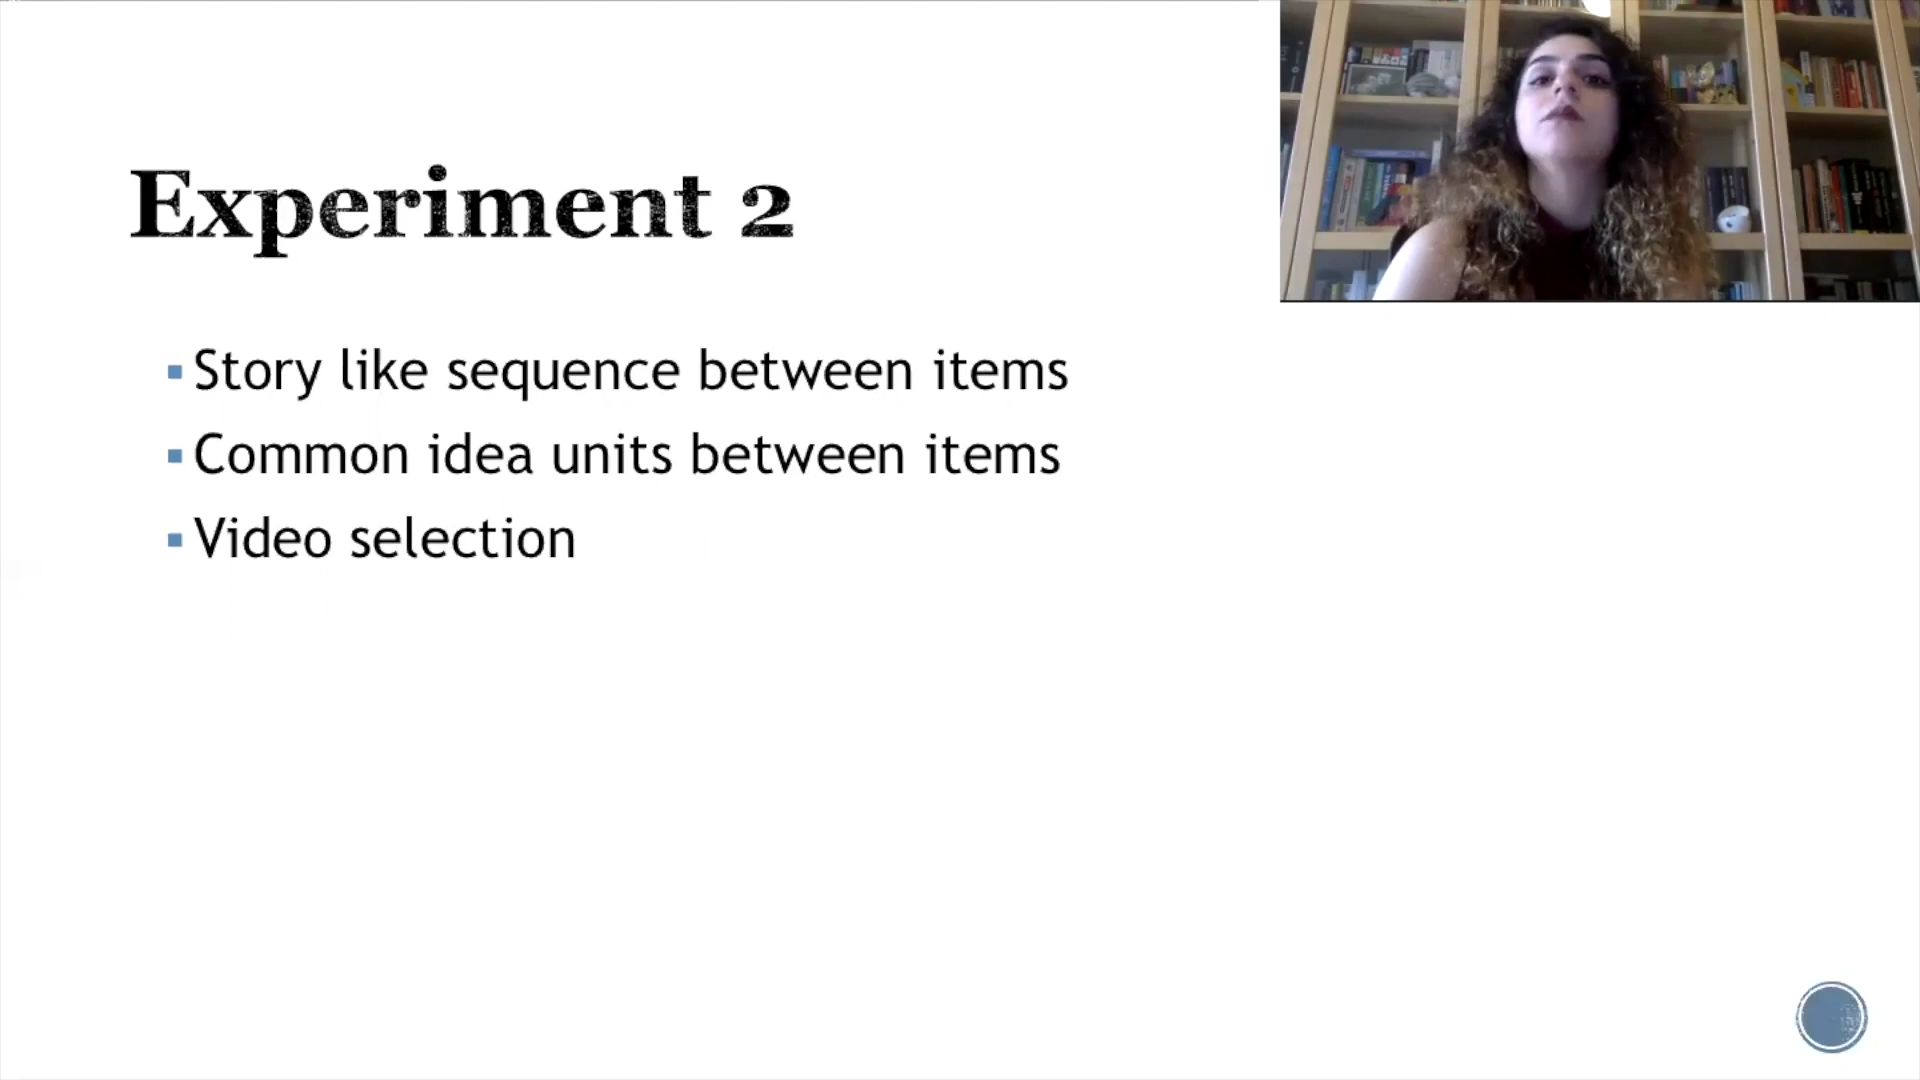 Experiment 2
Story like sequence between items
Common idea units between items
Video selection